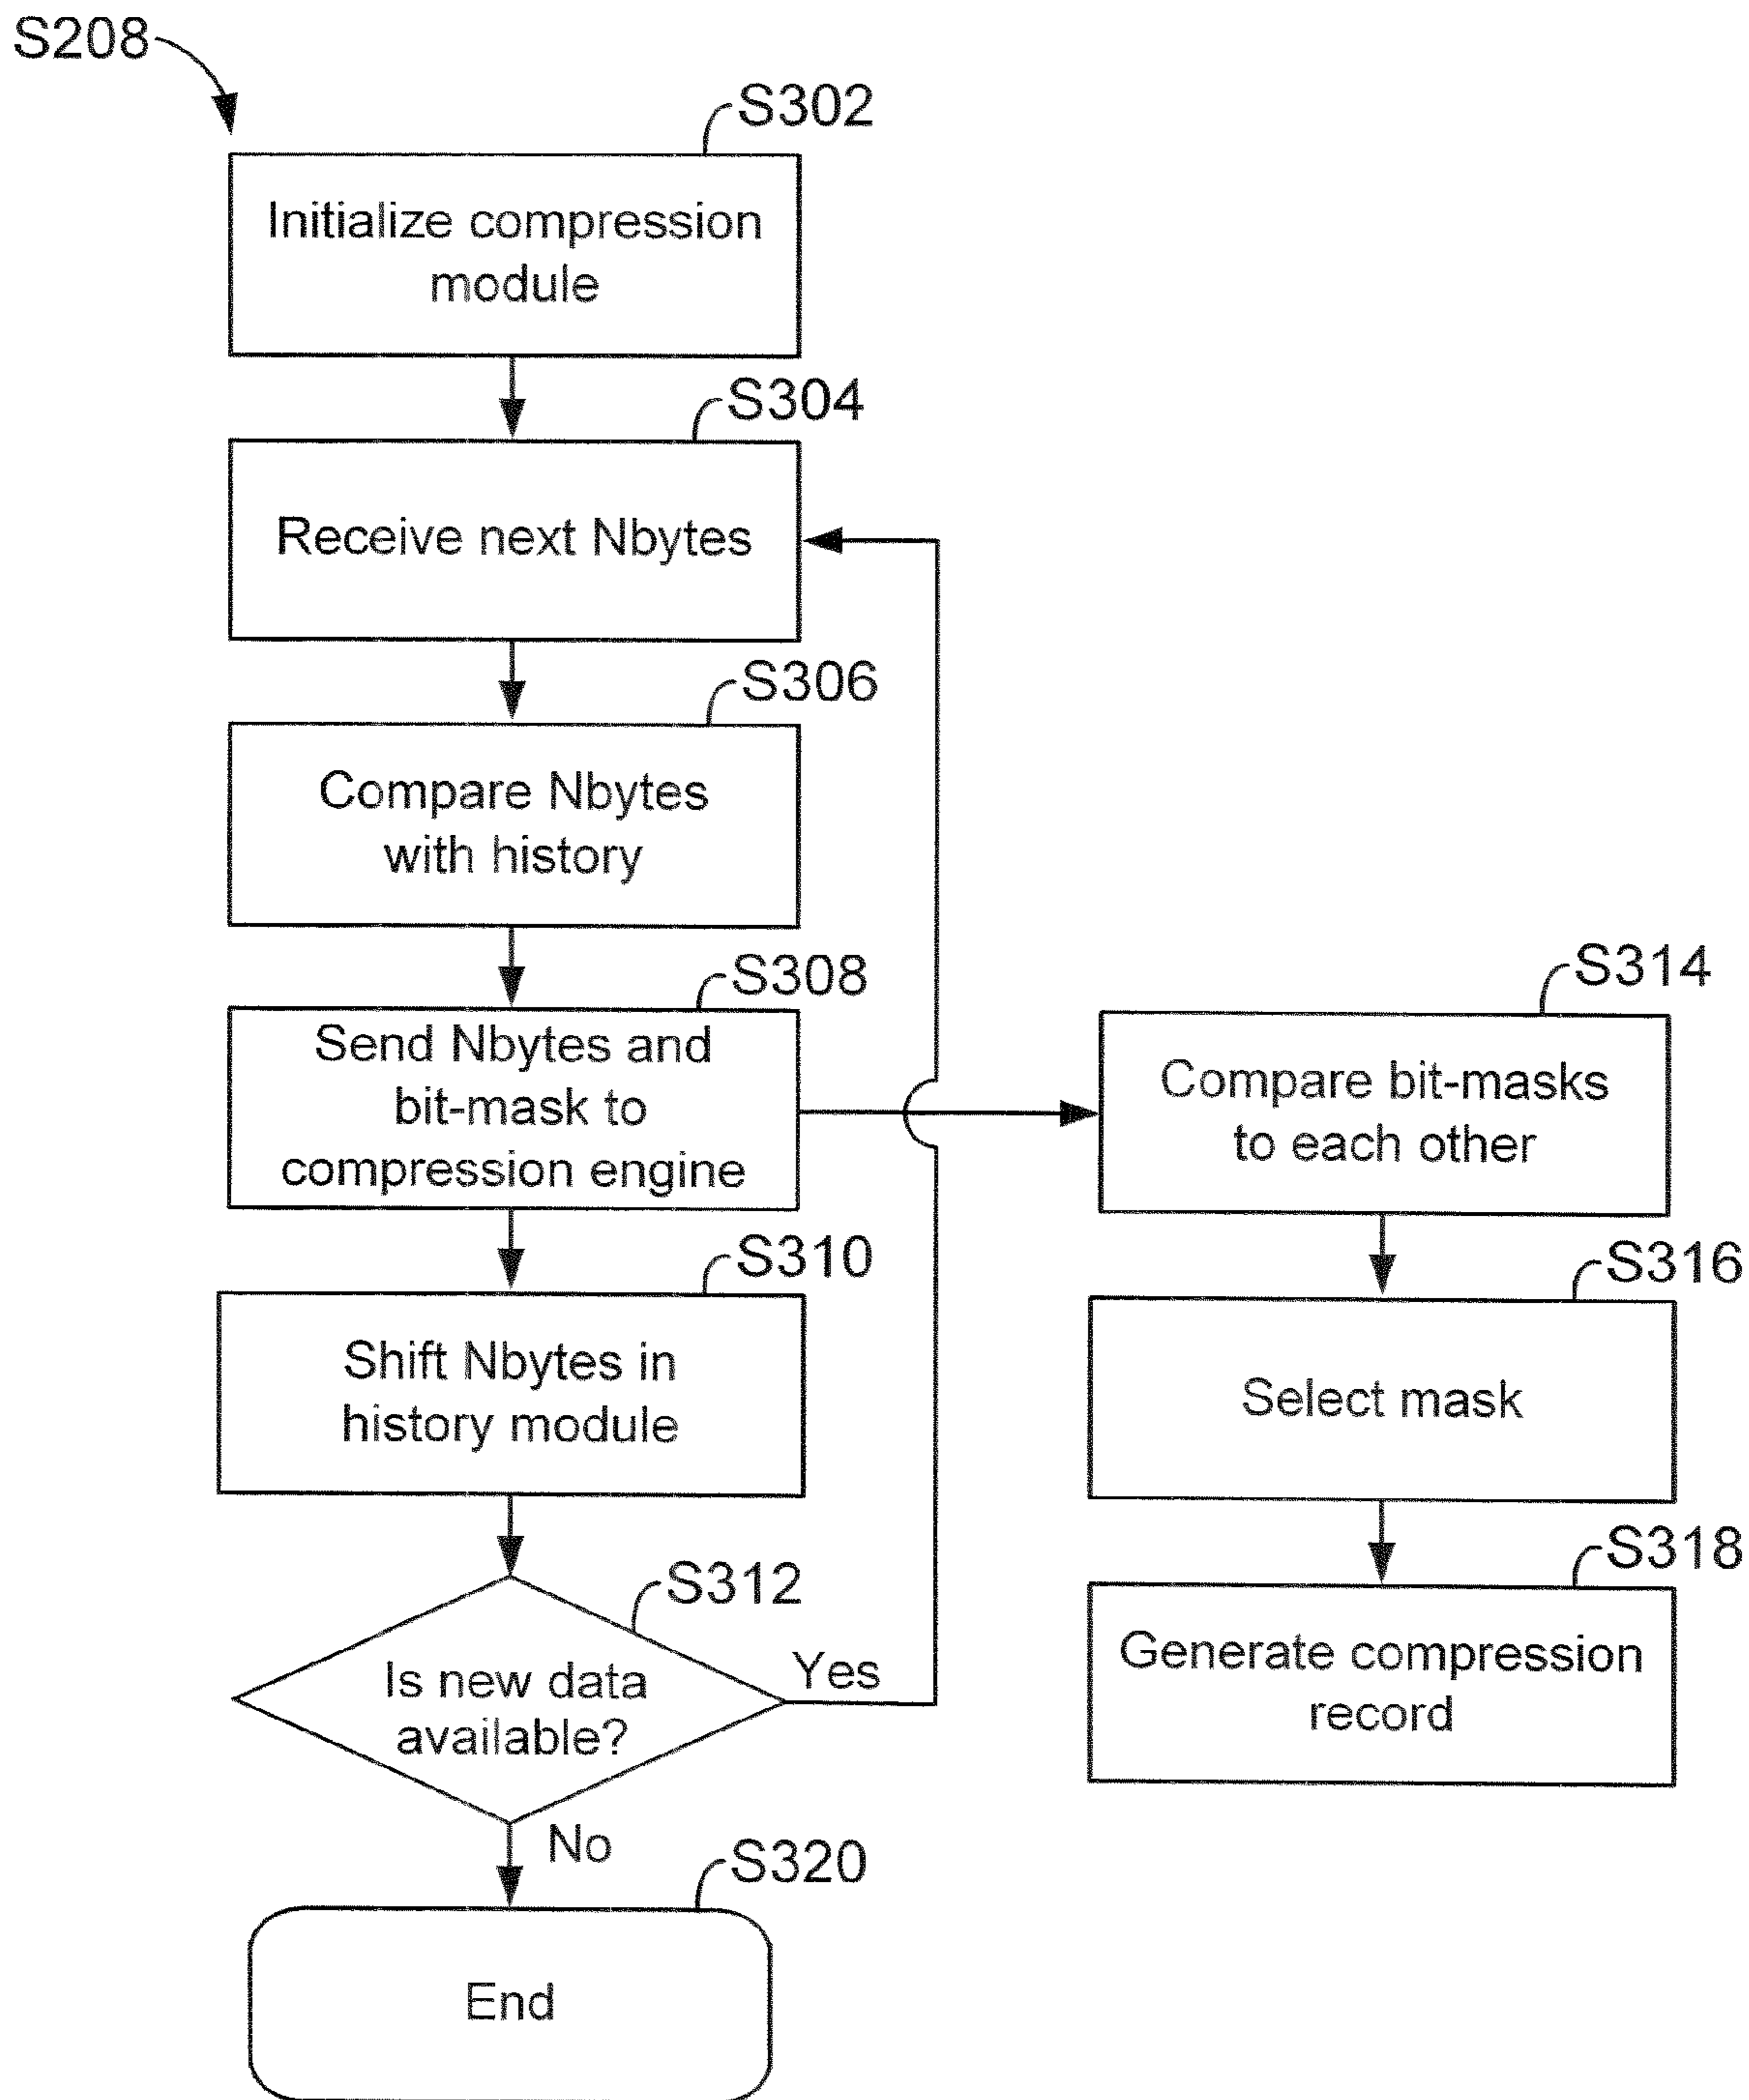 S208
S302
Initialize compression
module
S304
Receive next Nbytes
S306
Compare Nbytes
with history
S308
Send Nbytes and
bit-mask to
compression engine
S310
Shift Nbytes in
history module
S312
Is new data
available?
Yes
No
S320
End
S314
Compare bit-masks
to each other
S316
Select mask
S318
Generate compression
record